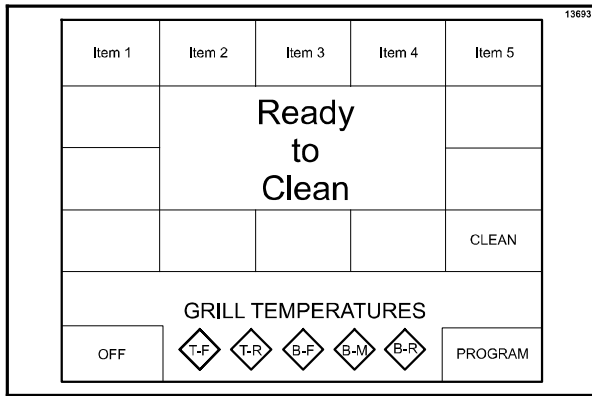 13693
Item 1 Item 2 Item 3 Item 4 Item 5
Ready
to
Clean
CLEAN
GRILL TEMPERATURES
OFF T-F T-R B-F B-M B-R PROGRAM